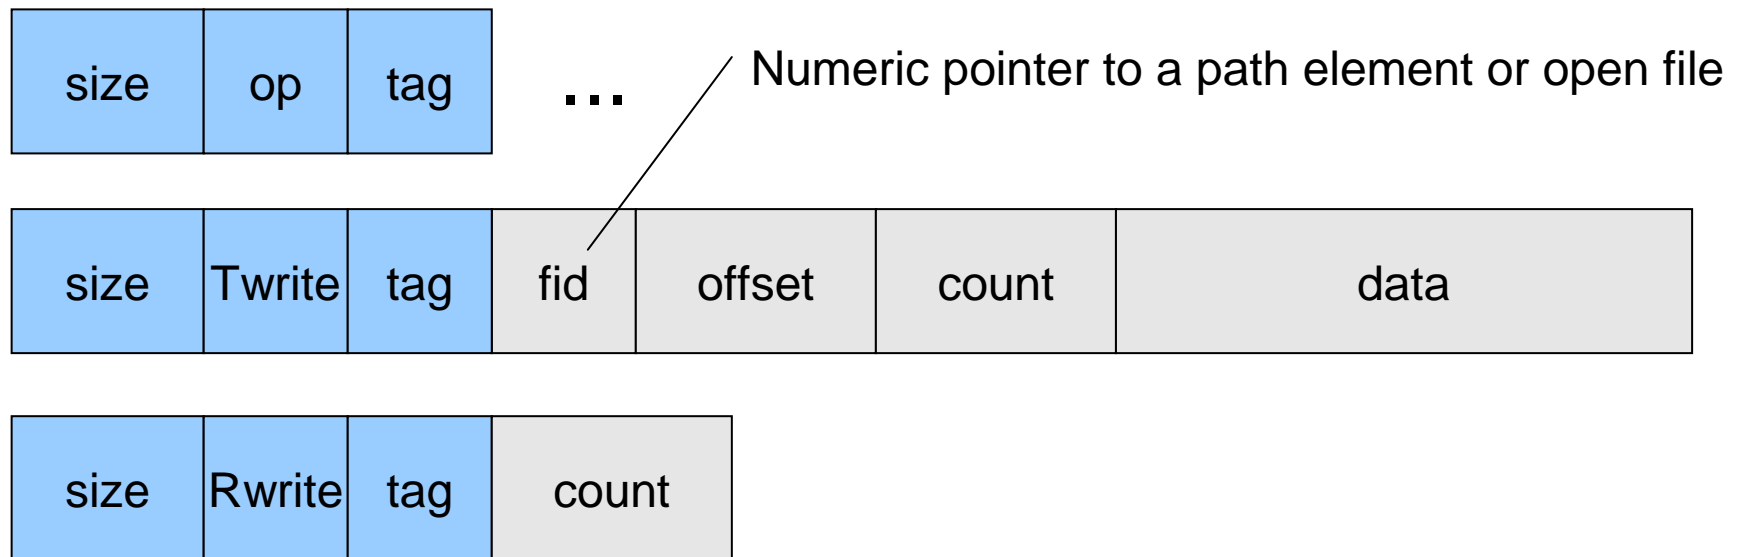 size op tag ... Numeric pointer to a path element or open file
size Twrite tag fid offset count data
size Rwrite tag count